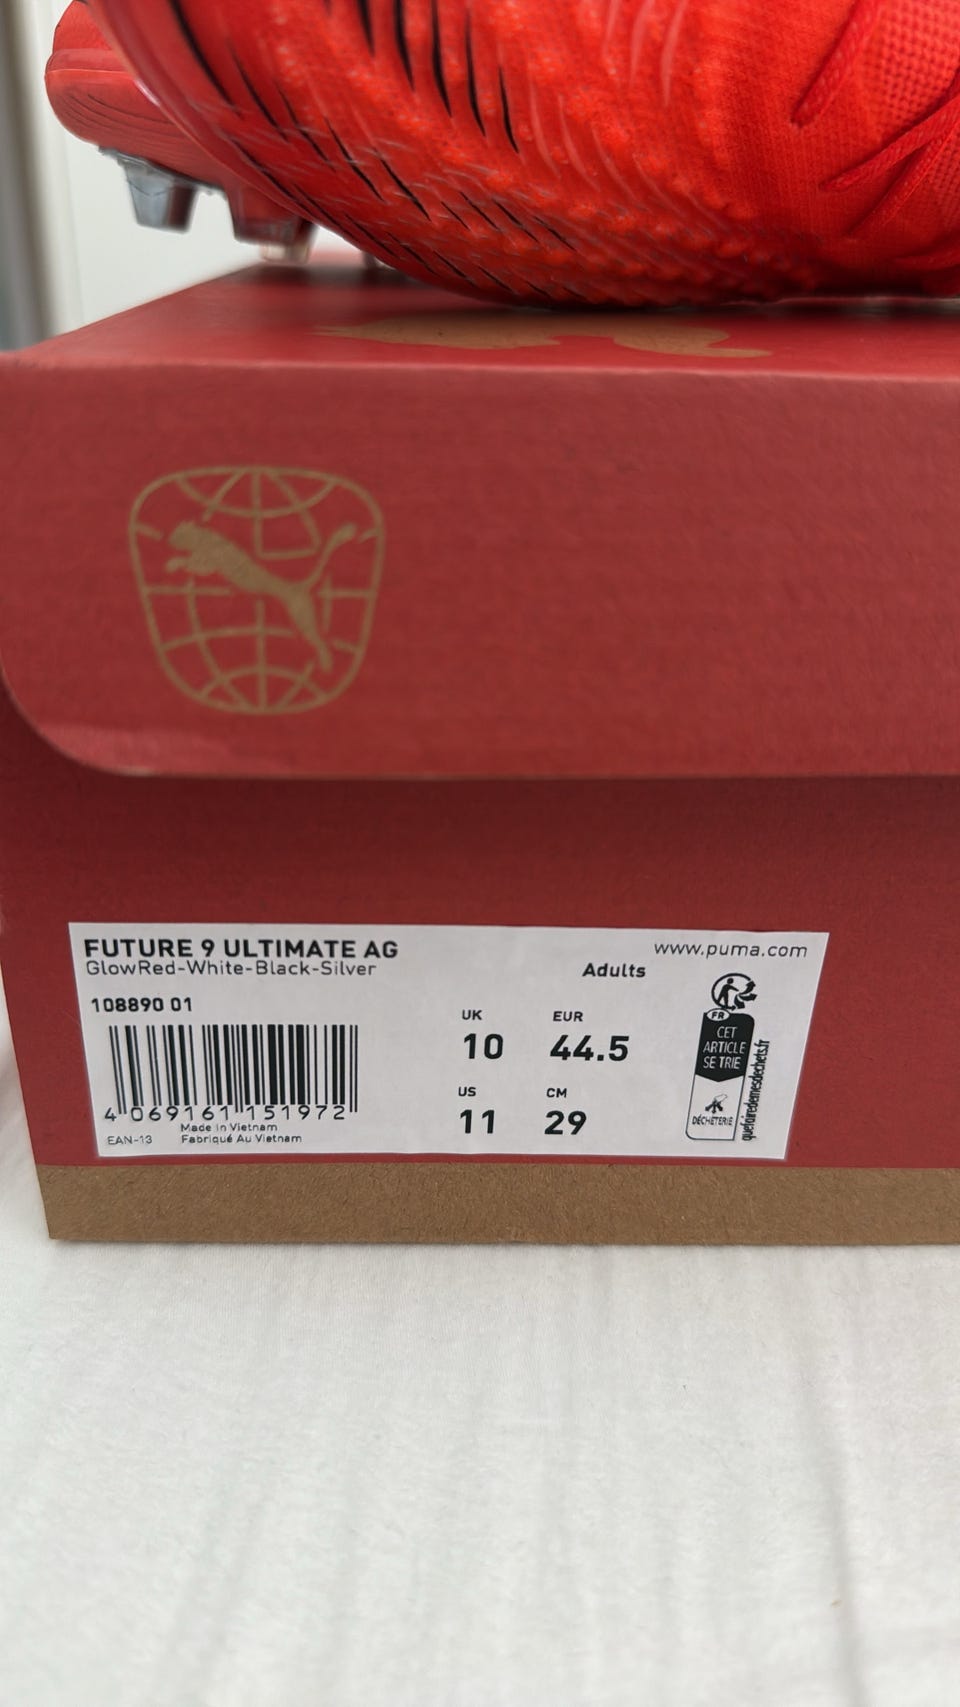 FUTURE 9 ULTIMATE AG
www.puma.com
GlowRed-White-Black-Silver
Adults
108890 01
UK
EUR
10
44.5
US
CM
11
29
4 069161 151972
EAN-13
Made in Vietnam
Fabriqué Au Vietnam
FR
CET
ARTICLE
SE TRIE
DÉCHÈTERIE
quefairedemesdechets.fr